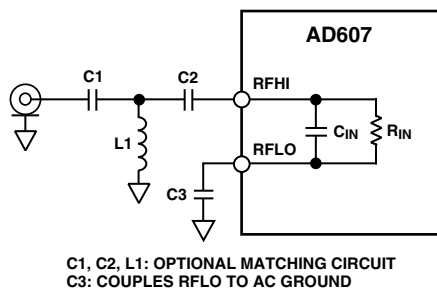 AD607
C1
C2
RFHI
L1
CIN
RIN
RFLO
C3
C1, C2, L1: OPTIONAL MATCHING CIRCUIT
C3: COUPLES RFLO TO AC GROUND